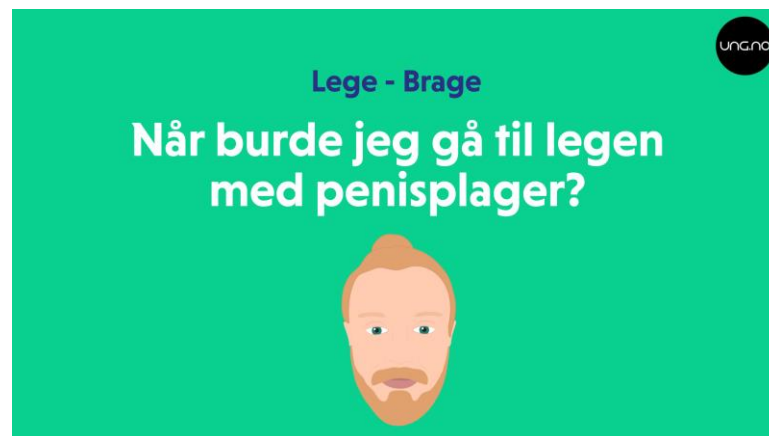 ung.no
Lege - Brage
Når burde jeg gå til legen
med penisplager?